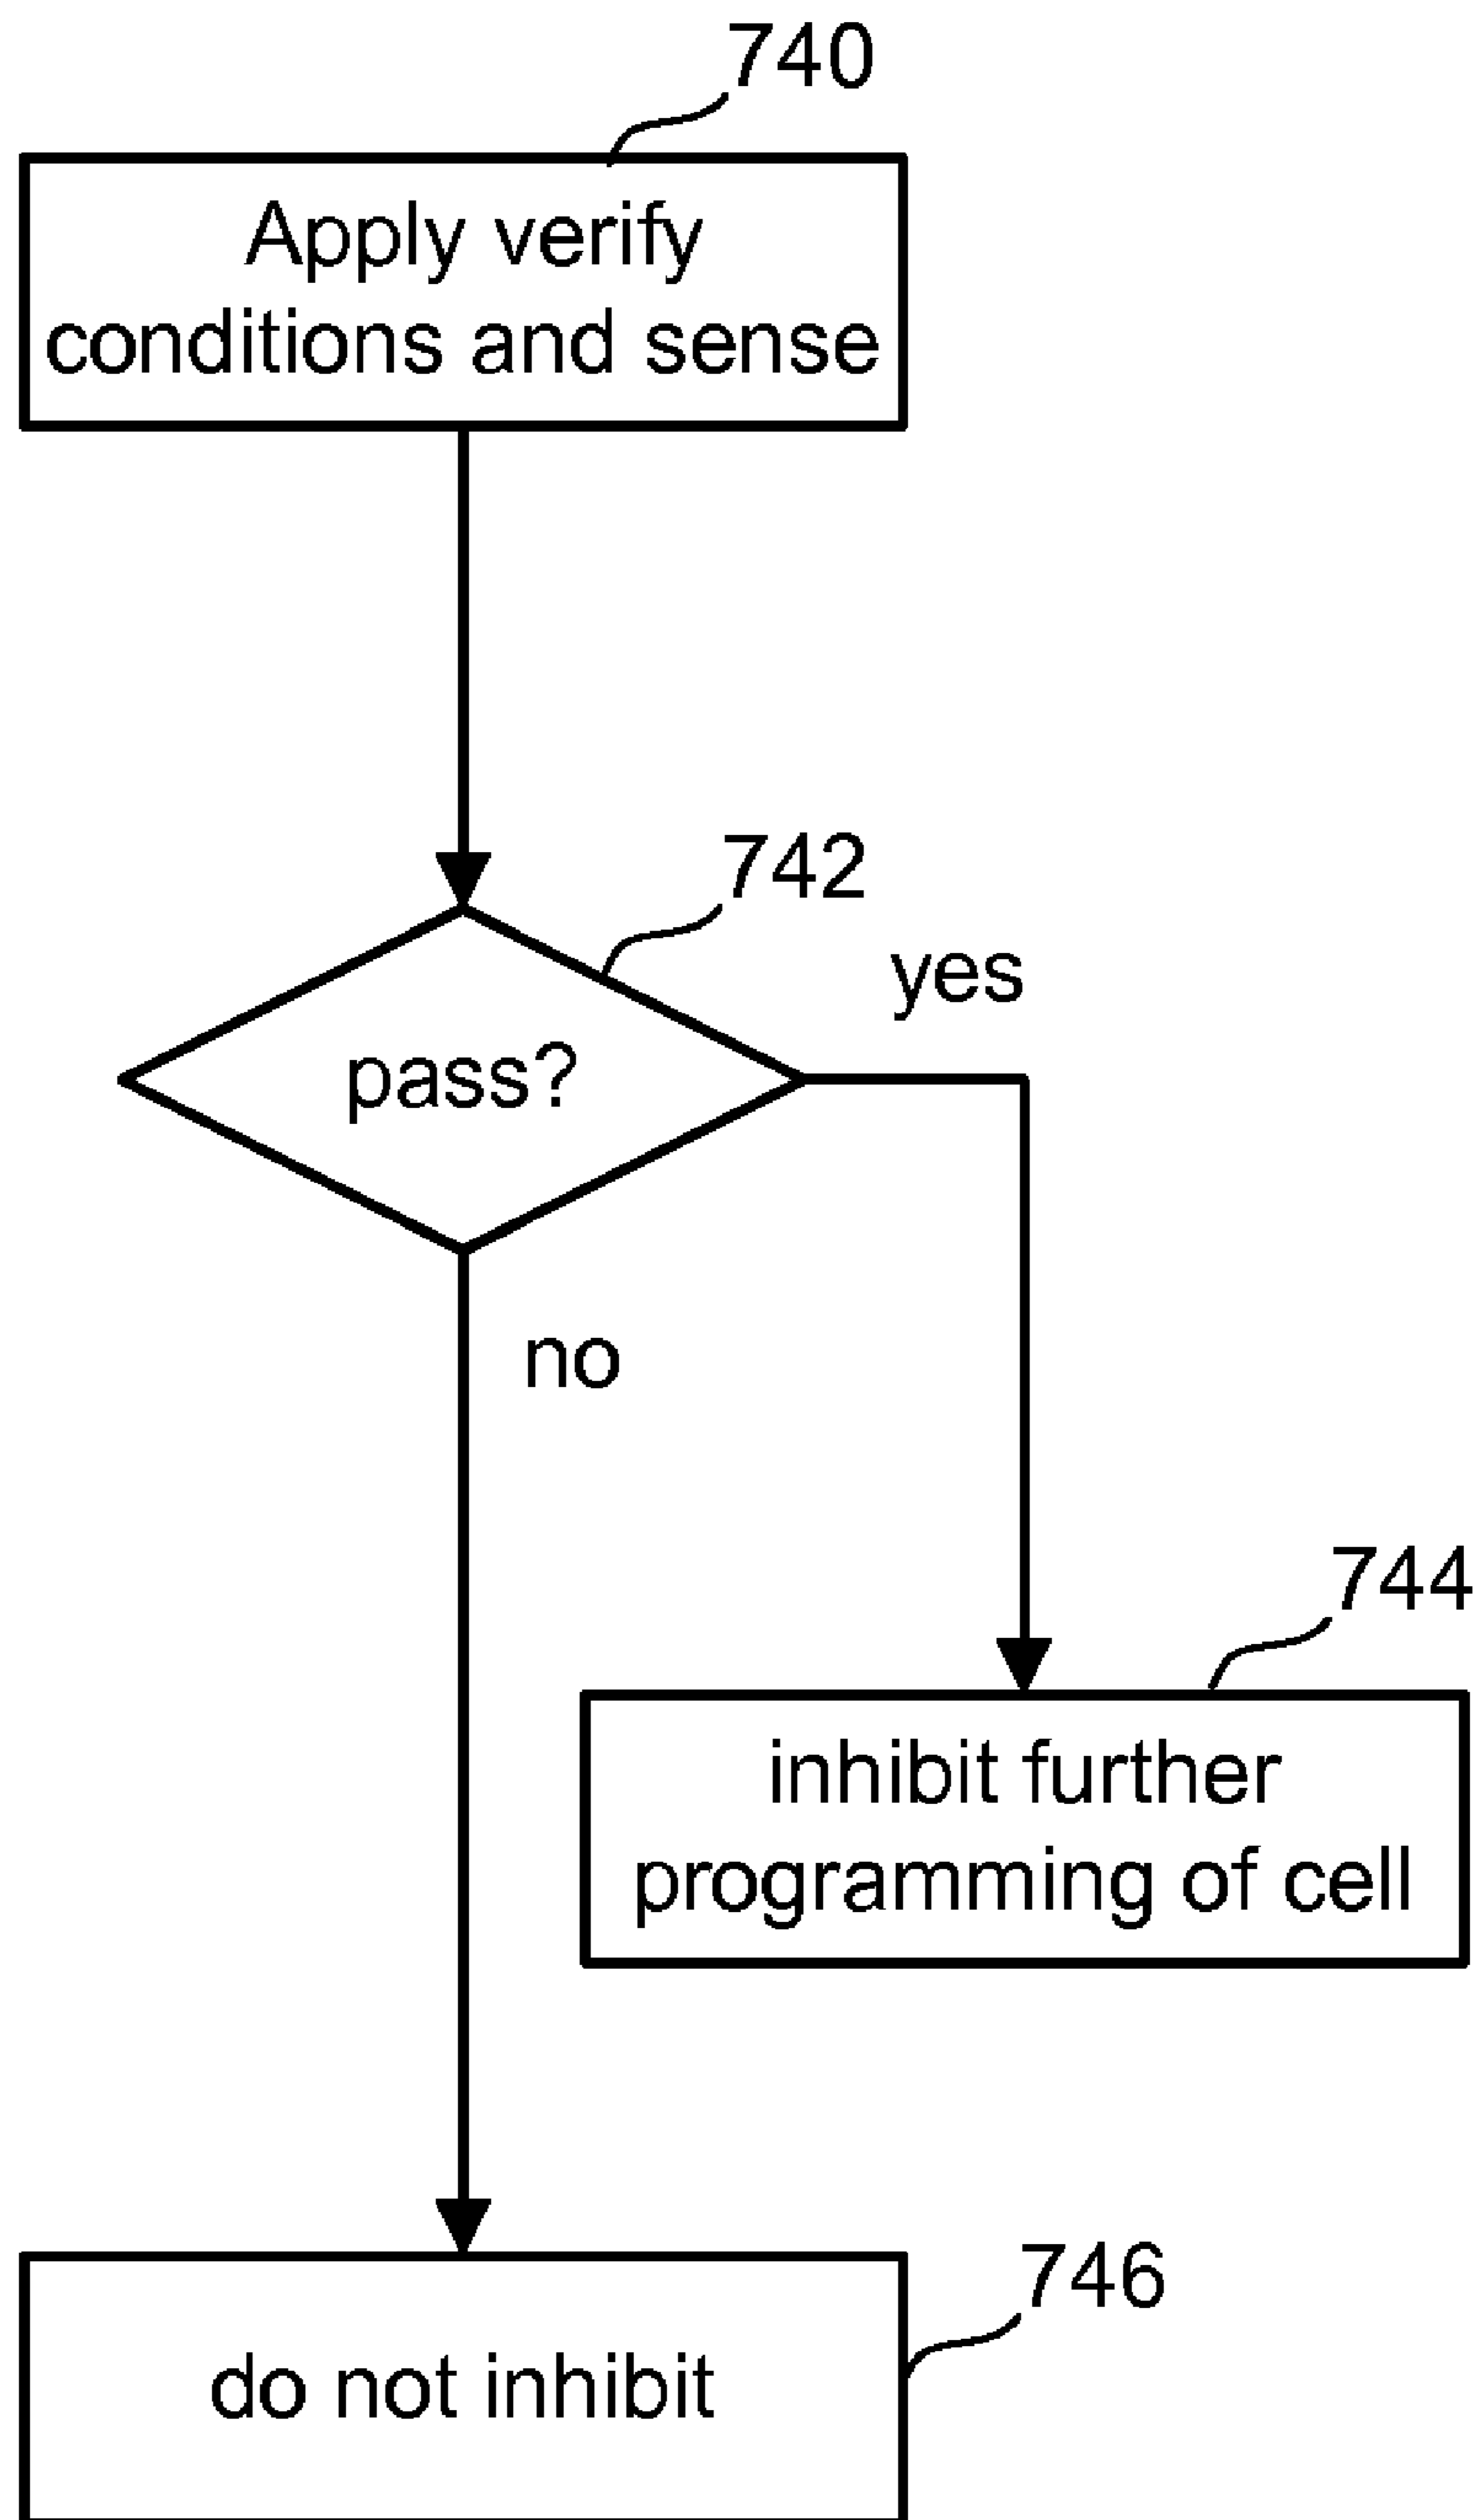 740
Apply verify
conditions and sense
742
yes
pass?
no
744
inhibit further
programming of cell
746
do not inhibit